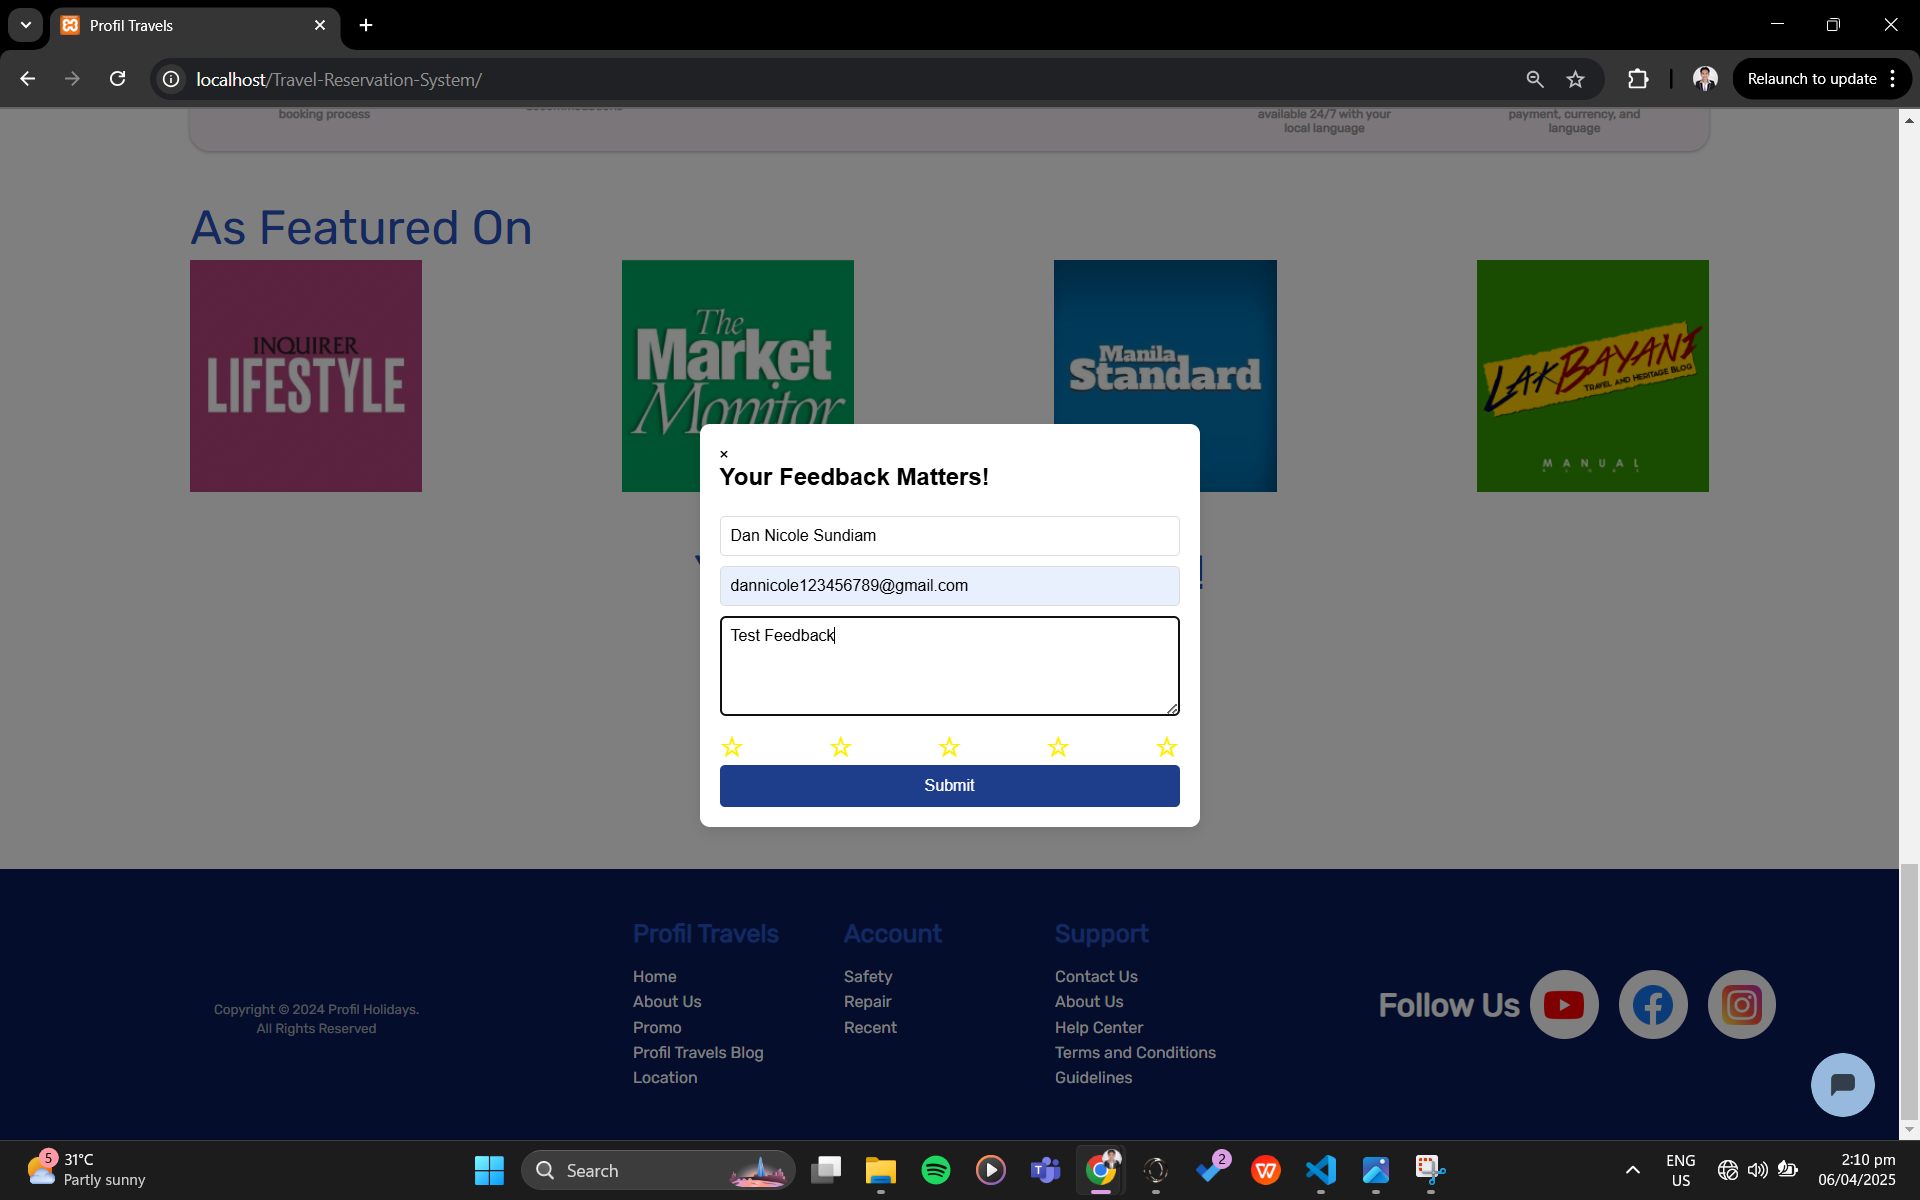 Profil Travels
localhost/Travel-Reservation-System/
Relaunch to update
booking process
available 24/7 with your
local language
payment, currency, and
language
As Featured On
INQUIRER
LIFESTYLE
The
Market
Monitor
Manila
Standard
LAKBAYANI
TRAVEL AND HERITAGE BLOG
MANUAL
×
Your Feedback Matters!
Dan Nicole Sundiam
dannicole123456789@gmail.com
Test Feedback
Submit
Profil Travels
Home
About Us
Promo
Profil Travels Blog
Location
Account
Safety
Repair
Recent
Support
Contact Us
About Us
Help Center
Terms and Conditions
Guidelines
Copyright © 2024 Profil Holidays.
All Rights Reserved
Follow Us
5
31°C
Partly sunny
Search
2
ENG
US
2:10 pm
06/04/2025